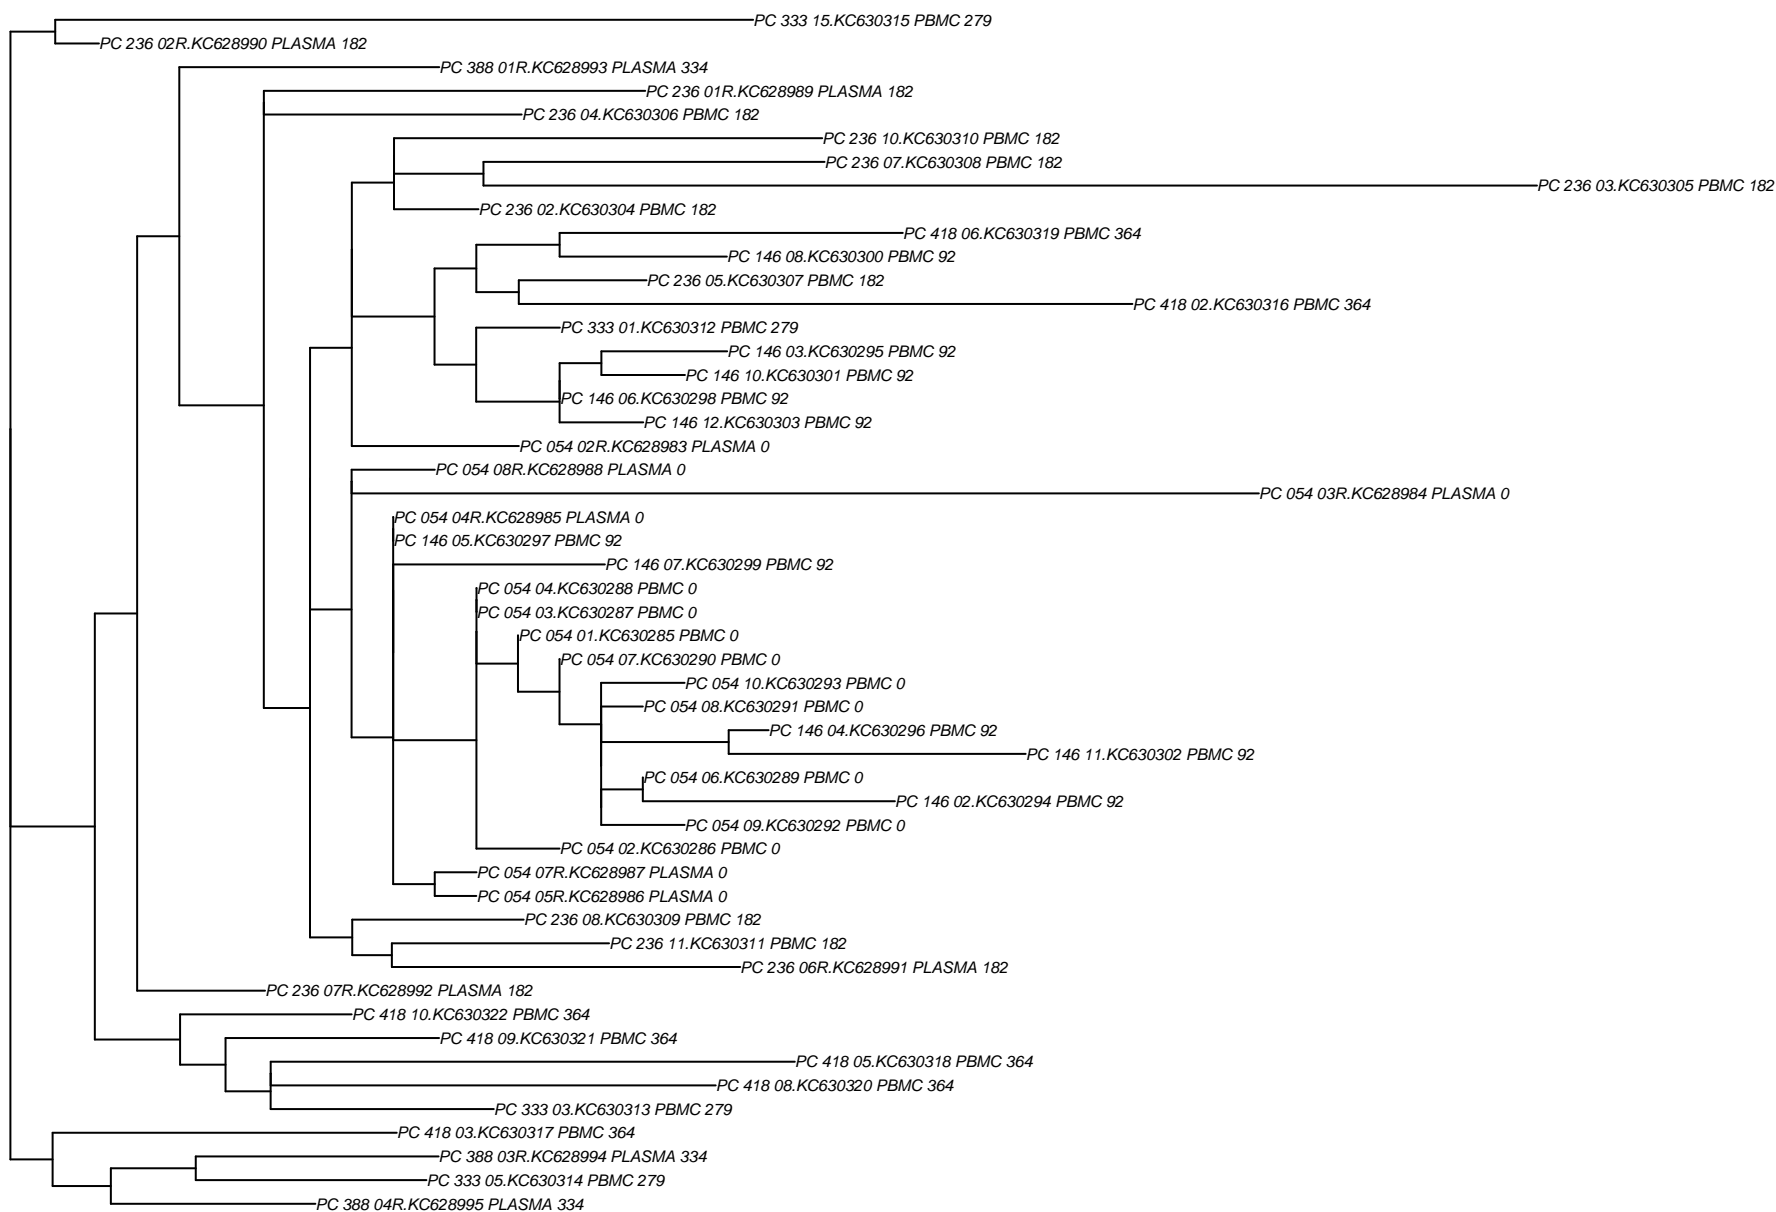 PC 333 15.KC630315 PBMC 279
PC 236 02R.KC628990 PLASMA 182
PC 388 01R.KC628993 PLASMA 334
PC 236 01R.KC628989 PLASMA 182
PC 236 04.KC630306 PBMC 182
PC 236 10.KC630310 PBMC 182
PC 236 07.KC630308 PBMC 182
PC 236 03.KC630305 PBMC 182
PC 236 02.KC630304 PBMC 182
PC 418 06.KC630319 PBMC 364
PC 146 08.KC630300 PBMC 92
PC 236 05.KC630307 PBMC 182
PC 418 02.KC630316 PBMC 364
PC 333 01.KC630312 PBMC 279
PC 146 03.KC630295 PBMC 92
PC 146 10.KC630301 PBMC 92
PC 146 06.KC630298 PBMC 92
PC 146 12.KC630303 PBMC 92
PC 054 02R.KC628983 PLASMA 0
PC 054 08R.KC628988 PLASMA 0
PC 054 03R.KC628984 PLASMA 0
PC 054 04R.KC628985 PLASMA 0
PC 146 05.KC630297 PBMC 92
PC 146 07.KC630299 PBMC 92
PC 054 04.KC630288 PBMC 0
PC 054 03.KC630287 PBMC 0
PC 054 01.KC630285 PBMC 0
PC 054 07.KC630290 PBMC 0
PC 054 10.KC630293 PBMC 0
PC 054 08.KC630291 PBMC 0
PC 146 04.KC630296 PBMC 92
PC 146 11.KC630302 PBMC 92
PC 054 06.KC630289 PBMC 0
PC 146 02.KC630294 PBMC 92
PC 054 09.KC630292 PBMC 0
PC 054 02.KC630286 PBMC 0
PC 054 07R.KC628987 PLASMA 0
PC 054 05R.KC628986 PLASMA 0
PC 236 08.KC630309 PBMC 182
PC 236 11.KC630311 PBMC 182
PC 236 06R.KC628991 PLASMA 182
PC 236 07R.KC628992 PLASMA 182
PC 418 10.KC630322 PBMC 364
PC 418 09.KC630321 PBMC 364
PC 418 05.KC630318 PBMC 364
PC 418 08.KC630320 PBMC 364
PC 333 03.KC630313 PBMC 279
PC 418 03.KC630317 PBMC 364
PC 388 03R.KC628994 PLASMA 334
PC 333 05.KC630314 PBMC 279
PC 388 04R.KC628995 PLASMA 334